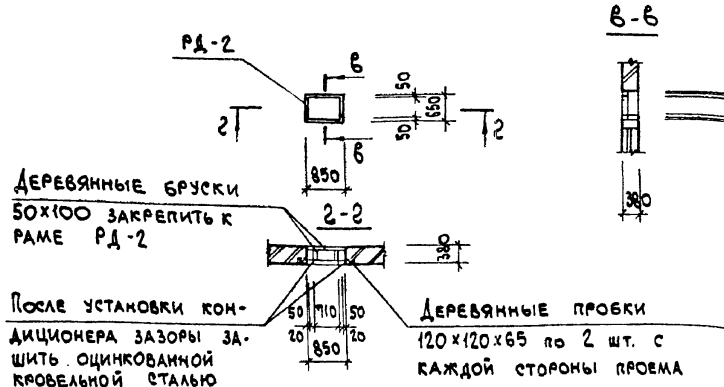 В-В
РД-2
В
50
650
50
2
2
В
850
380
ДЕРЕВЯННЫЕ БРУСКИ
50×100 ЗАКРЕПИТЬ К
РАМЕ РД-2
2-2
380
ПОСЛЕ УСТАНОВКИ КОН-
ДИЦИОНЕРА ЗАЗОРЫ ЗА-
ШИТЬ ОЦИНКОВАННОЙ
КРОВЕЛЬНОЙ СТАЛЬЮ
50 710 50
20 20
850
ДЕРЕВЯННЫЕ ПРОБКИ
120×120×65 по 2 шт. с
КАЖДОЙ СТОРОНЫ ПРОЕМА